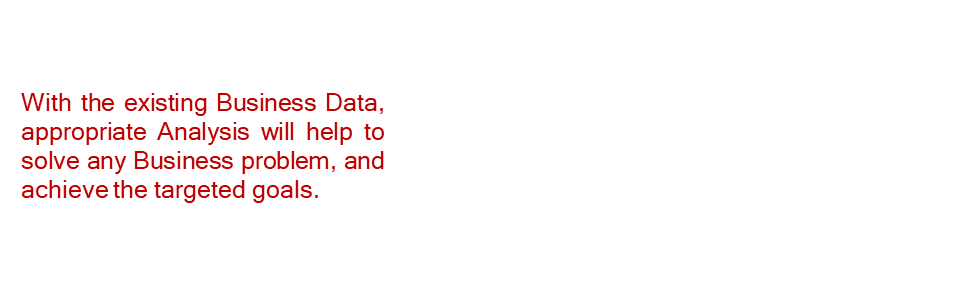 With the existing Business Data,
appropriate Analysis will help to
solve any Business problem, and
achieve the targeted goals.